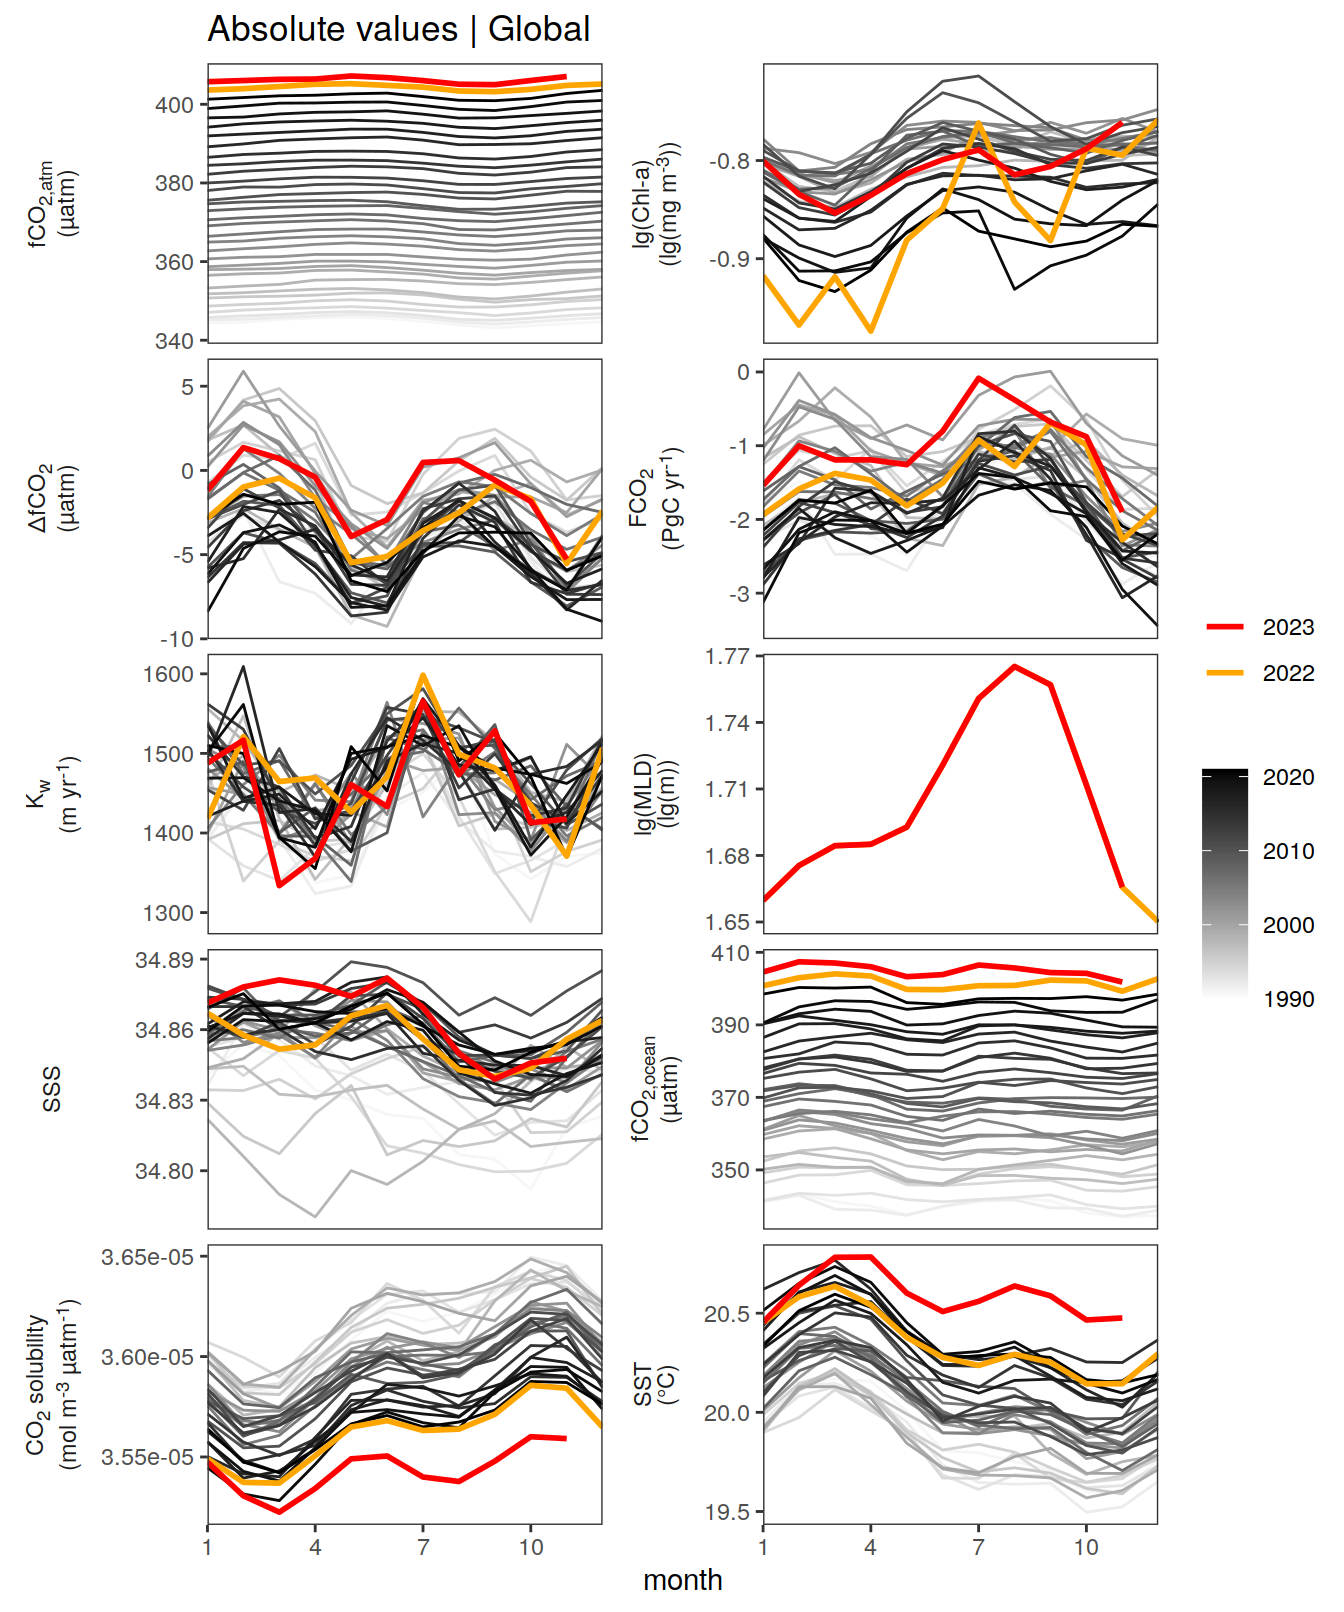 Absolute values | Global
fCO2,atm
(µatm)
400
380
360
340
lg(Chl-a)
(lg(mg m-3))
-0.8
-0.9
ΔfCO2
(µatm)
5
0
-5
-10
FCO2
(PgC yr-1)
0
-1
-2
-3
Kw
(m yr-1)
1600
1500
1400
1300
lg(MLD)
(lg(m))
1.77
1.74
1.71
1.68
1.65
SSS
34.89
34.86
34.83
34.80
fCO2,ocean
(µatm)
410
390
370
350
CO2 solubility
(mol m-3 µatm-1)
3.65e-05
3.60e-05
3.55e-05
SST
(°C)
20.5
20.0
19.5
1
4
7
10
1
4
7
10
month
2023
2022
2020
2010
2000
1990